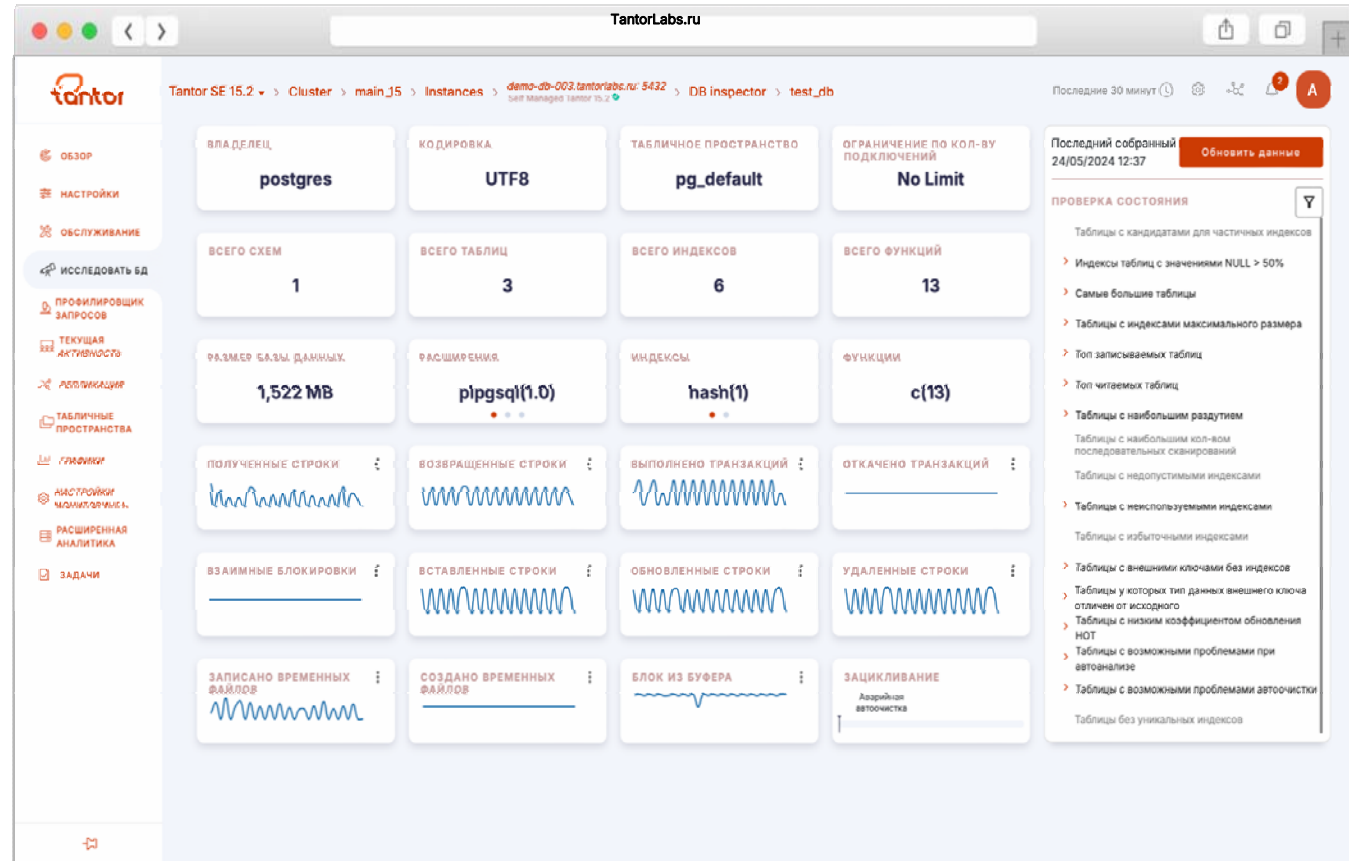 TantorLabs.ru
tantor
Tantor SE 15.2 > Cluster > main_15 > Instances > demo-db-003.tantorlabs.ru: 5432 > DB inspector > test_db
Self Managed Tantor 15.2
Последние 30 минут
2
A
ОБЗОР
НАСТРОЙКИ
ОБСЛУЖИВАНИЕ
ИССЛЕДОВАТЬ БД
ПРОФИЛИРОВЩИК
ЗАПРОСОВ
ТЕКУЩАЯ
АКТИВНОСТЬ
РЕПЛИКАЦИЯ
ТАБЛИЧНЫЕ
ПРОСТРАНСТВА
ГРАФИКИ
НАСТРОЙКИ
МОНИТОРИНГА
РАСШИРЕННАЯ
АНАЛИТИКА
ЗАДАЧИ
ВЛАДЕЛЕЦ
postgres
КОДИРОВКА
UTF8
ТАБЛИЧНОЕ ПРОСТРАНСТВО
pg_default
ОГРАНИЧЕНИЕ ПО КОЛ-ВУ
ПОДКЛЮЧЕНИЙ
No Limit
ВСЕГО СХЕМ
1
ВСЕГО ТАБЛИЦ
3
ВСЕГО ИНДЕКСОВ
6
ВСЕГО ФУНКЦИЙ
13
РАЗМЕР БАЗЫ ДАННЫХ
1,522 MB
РАСШИРЕНИЯ
plpgsql(1.0)
ИНДЕКСЫ
hash(1)
ФУНКЦИИ
c(13)
ПОЛУЧЕННЫЕ СТРОКИ
ВОЗВРАЩЕННЫЕ СТРОКИ
ВЫПОЛНЕНО ТРАНЗАКЦИЙ
ОТКАЧЕНО ТРАНЗАКЦИЙ
ВЗАИМНЫЕ БЛОКИРОВКИ
ВСТАВЛЕННЫЕ СТРОКИ
ОБНОВЛЕННЫЕ СТРОКИ
УДАЛЕННЫЕ СТРОКИ
ЗАПИСАНО ВРЕМЕННЫХ
ФАЙЛОВ
СОЗДАНО ВРЕМЕННЫХ
ФАЙЛОВ
БЛОК ИЗ БУФЕРА
ЗАЦИКЛИВАНИЕ
Аварийная
автоочистка
Последний собранный
24/05/2024 12:37
Обновить данные
ПРОВЕРКА СОСТОЯНИЯ
Таблицы с кандидатами для частичных индексов
Индексы таблиц с значениями NULL > 50%
Самые большие таблицы
Таблицы с индексами максимального размера
Топ записываемых таблиц
Топ читаемых таблиц
Таблицы с наибольшим раздутием
Таблицы с наибольшим кол-вом
последовательных сканирований
Таблицы с недопустимыми индексами
Таблицы с неиспользуемыми индексами
Таблицы с избыточными индексами
Таблицы с внешними ключами без индексов
Таблицы у которых тип данных внешнего ключа
отличен от исходного
Таблицы с низким коэффициентом обновления
HOT
Таблицы с возможными проблемами при
автоанализе
Таблицы с возможными проблемами автоочистки
Таблицы без уникальных индексов